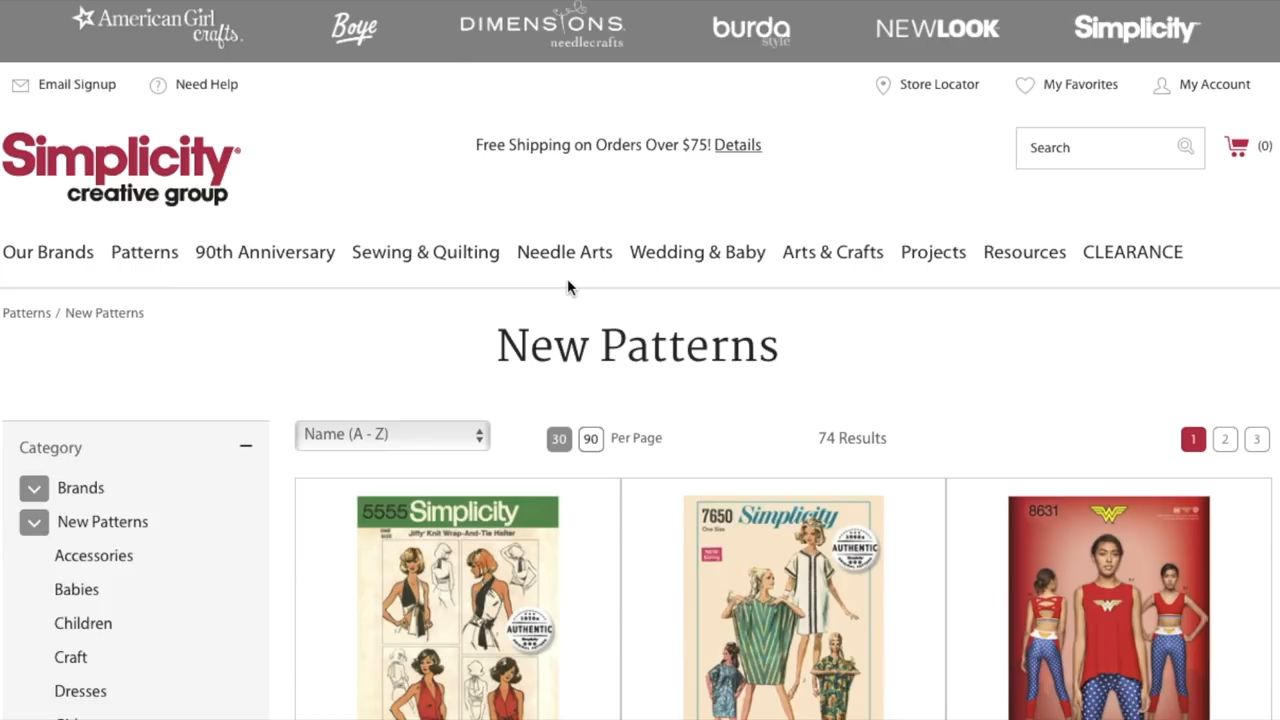 American Girl crafts.
Boye
DIMENSIONS needlecrafts
burda style
NEWLOOK
Simplicity
Email Signup
Need Help
Store Locator
My Favorites
My Account
Simplicity creative group
Free Shipping on Orders Over $75! Details
Search
(0)
Our Brands
Patterns
90th Anniversary
Sewing & Quilting
Needle Arts
Wedding & Baby
Arts & Crafts
Projects
Resources
CLEARANCE
Patterns / New Patterns
New Patterns
Category
Name (A - Z)
30 90 Per Page
74 Results
1 2 3
Brands
New Patterns
Accessories
Babies
Children
Craft
Dresses
5555 Simplicity
Jiffy Knit Wrap-And-Tie Halter
AUTHENTIC
7650 Simplicity
One Size
AUTHENTIC
8631